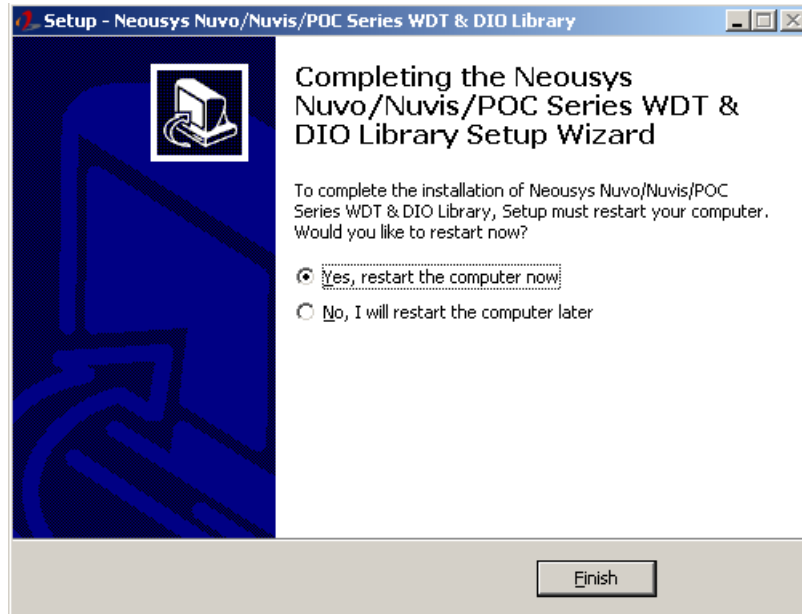 Setup - Neousys Nuvo/Nuvis/POC Series WDT & DIO Library
Completing the Neousys
Nuvo/Nuvis/POC Series WDT &
DIO Library Setup Wizard
To complete the installation of Neousys Nuvo/Nuvis/POC
Series WDT & DIO Library, Setup must restart your computer.
Would you like to restart now?
Yes, restart the computer now
No, I will restart the computer later
Finish